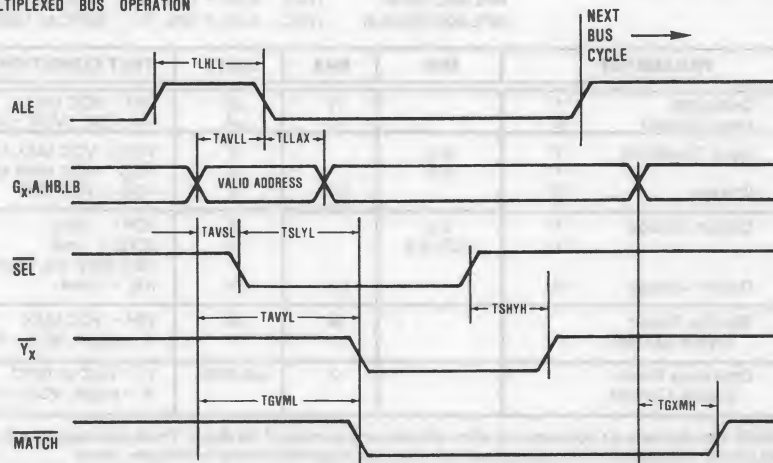 LTIPLEXED BUS OPERATION
NEXT
BUS
CYCLE
TLHLL
ALE
TAVLL
TLLAX
Gx,A,HB,LB
VALID ADDRESS
TAVSL
TSLYL
SEL
TAVYL
TSHYH
Yx
TGVML
TGXMH
MATCH